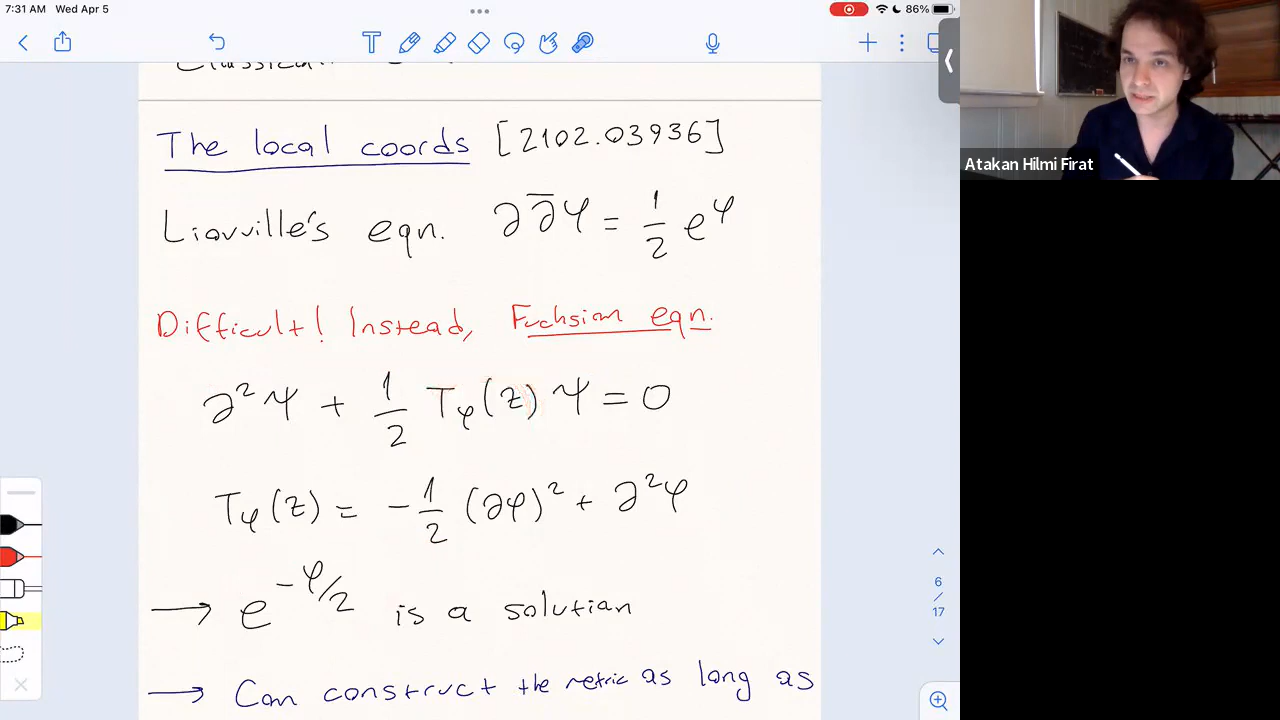 7:31 AM Wed Apr 5
86%
The local coords [2102.03936]
Liouville's eqn. ∂∂̄φ = 1/2 e^φ
Difficult! Instead, Fuchsian eqn.
∂²ψ + 1/2 T_φ(z) ψ = 0
T_φ(z) = -1/2 (∂φ)² + ∂²φ
→ e^{-φ/2} is a solution
→ Can construct the metric as long as
6
/
17
Atakan Hilmi Firat